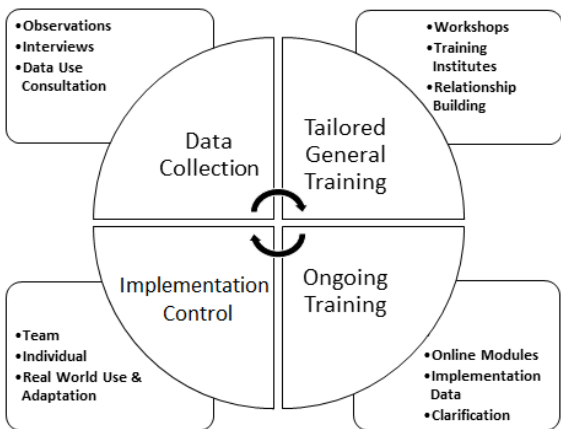 •Observations
•Interviews
•Data Use
Consultation
•Workshops
•Training
Institutes
•Relationship
Building
Data
Collection
Tailored
General
Training
Implementation
Control
Ongoing
Training
•Team
•Individual
•Real World Use &
Adaptation
•Online Modules
•Implementation
Data
•Clarification